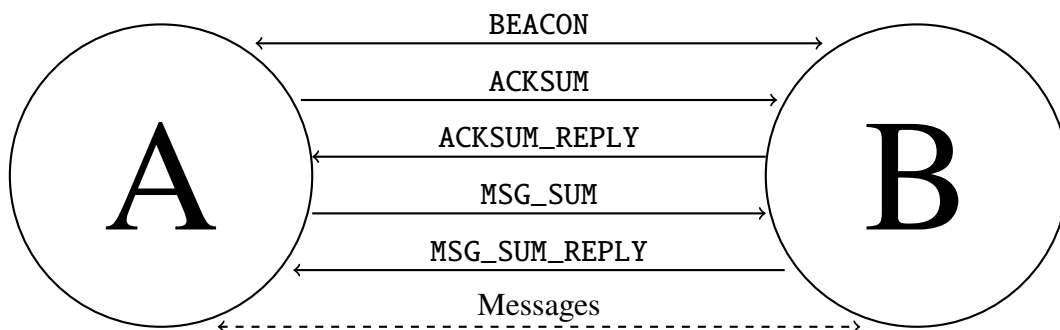 BEACON
ACKSUM
ACKSUM_REPLY
A
B
MSG_SUM
MSG_SUM_REPLY
Messages